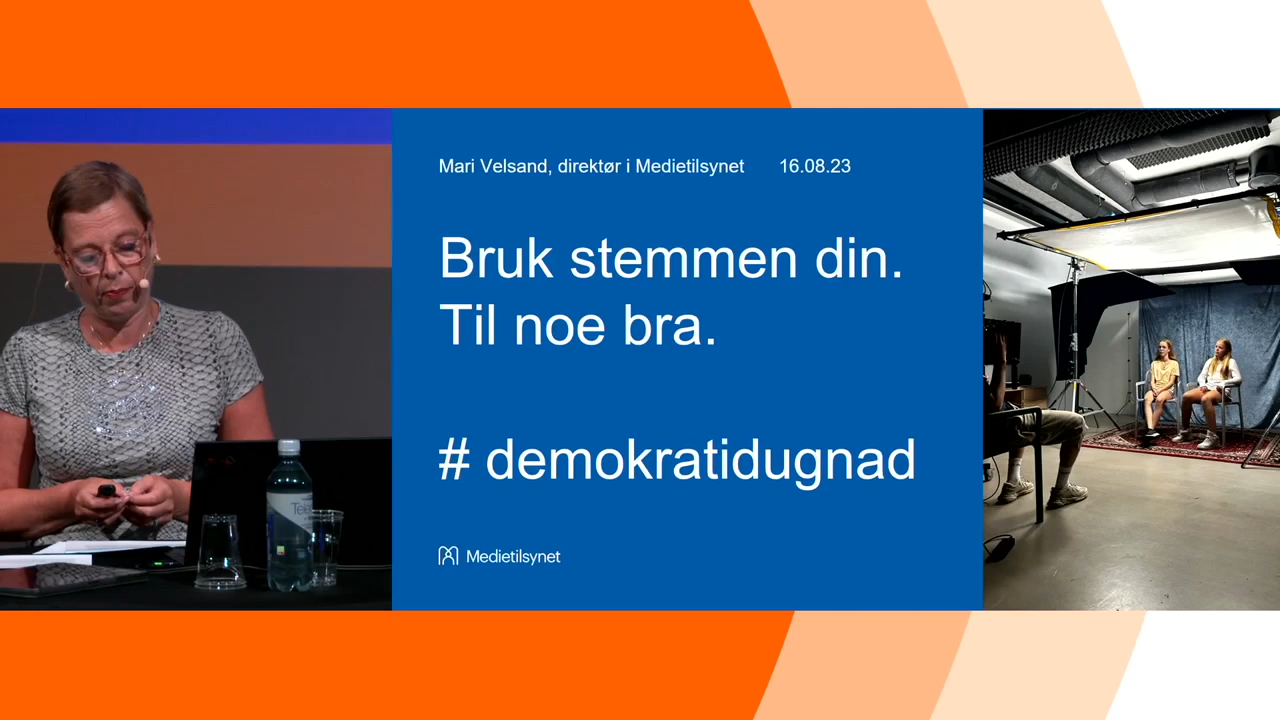 Mari Velsand, direktør i Medietilsynet 16.08.23
Bruk stemmen din.
Til noe bra.
# demokratidugnad
Medietilsynet